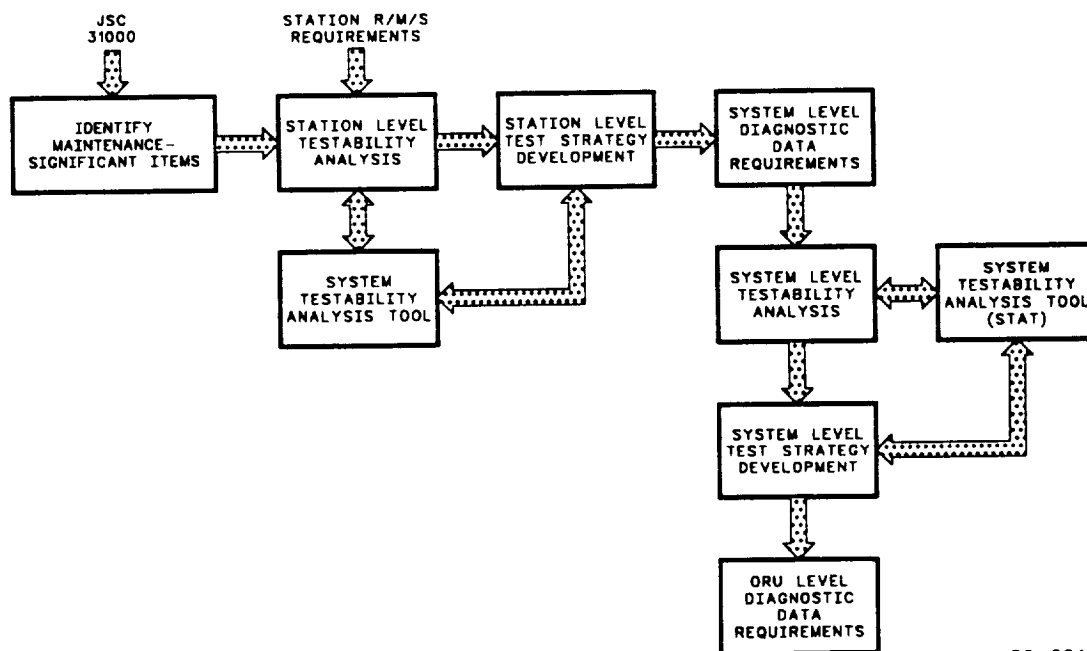 JSC
31000
STATION R/M/S
REQUIREMENTS
IDENTIFY
MAINTENANCE-
SIGNIFICANT ITEMS
STATION LEVEL
TESTABILITY
ANALYSIS
STATION LEVEL
TEST STRATEGY
DEVELOPMENT
SYSTEM LEVEL
DIAGNOSTIC
DATA
REQUIREMENTS
SYSTEM
TESTABILITY
ANALYSIS TOOL
SYSTEM LEVEL
TESTABILITY
ANALYSIS
SYSTEM
TESTABILITY
ANALYSIS TOOL
(STAT)
SYSTEM LEVEL
TEST STRATEGY
DEVELOPMENT
ORU LEVEL
DIAGNOSTIC
DATA
REQUIREMENTS